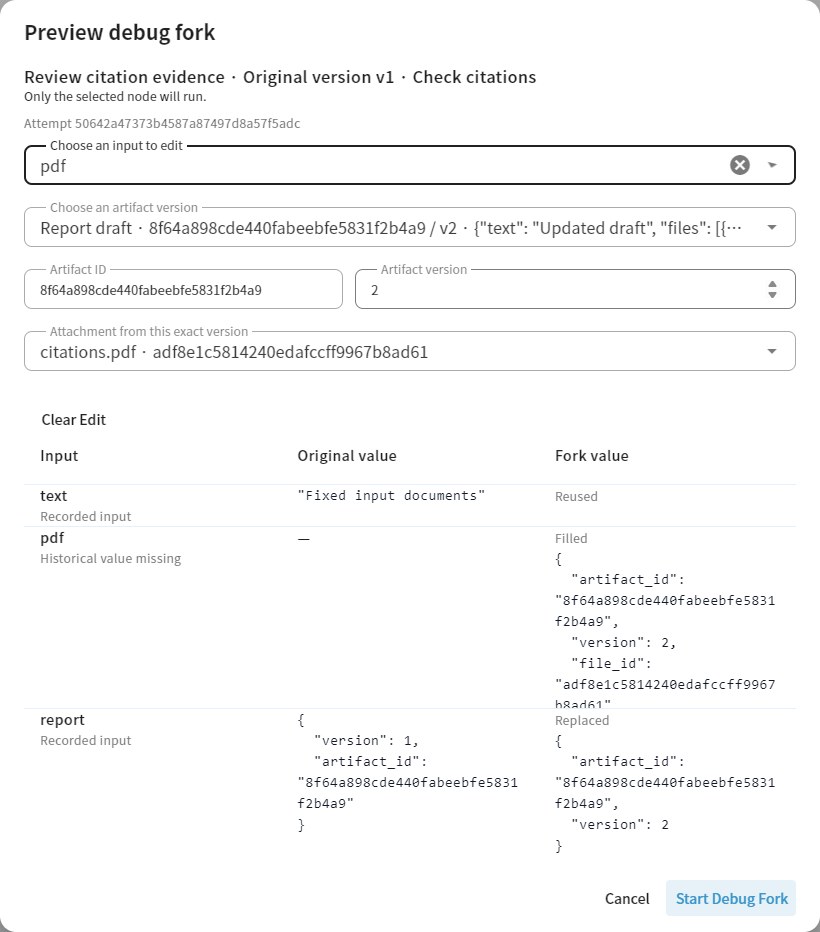 Preview debug fork
Review citation evidence · Original version v1 · Check citations
Only the selected node will run.
Attempt 50642a47373b4587a87497d8a57f5adc
Choose an input to edit
pdf
Choose an artifact version
Report draft · 8f64a898cde440fabeebfe5831f2b4a9 / v2 · {"text": "Updated draft", "files": [{···
Artifact ID
8f64a898cde440fabeebfe5831f2b4a9
Artifact version
2
Attachment from this exact version
citations.pdf · adf8e1c5814240edafccff9967b8ad61
Clear Edit
Input Original value Fork value
text "Fixed input documents" Reused
Recorded input
pdf — Filled
Historical value missing
{
"artifact_id":
"8f64a898cde440fabeebfe5831
f2b4a9",
"version": 2,
"file_id":
"adf8e1c5814240edafccff9967
b8ad61"
report
Recorded input
{
"version": 1,
"artifact_id":
"8f64a898cde440fabeebfe5831
f2b4a9"
}
Replaced
{
"artifact_id":
"8f64a898cde440fabeebfe5831
f2b4a9",
"version": 2
}
Cancel Start Debug Fork